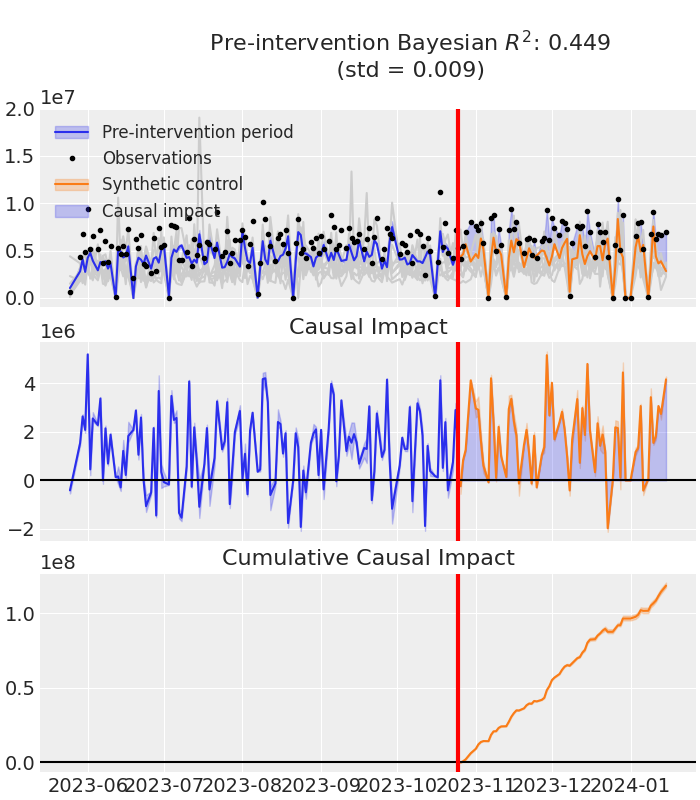 Pre-intervention Bayesian R²: 0.449
(std = 0.009)
1e7
2.0
1.5
1.0
0.5
0.0
Pre-intervention period
Observations
Synthetic control
Causal impact
1e6
Causal Impact
4
2
0
−2
1e8
Cumulative Causal Impact
1.0
0.5
0.0
2023-06 2023-07 2023-08 2023-09 2023-10 2023-11 2023-12 2024-01